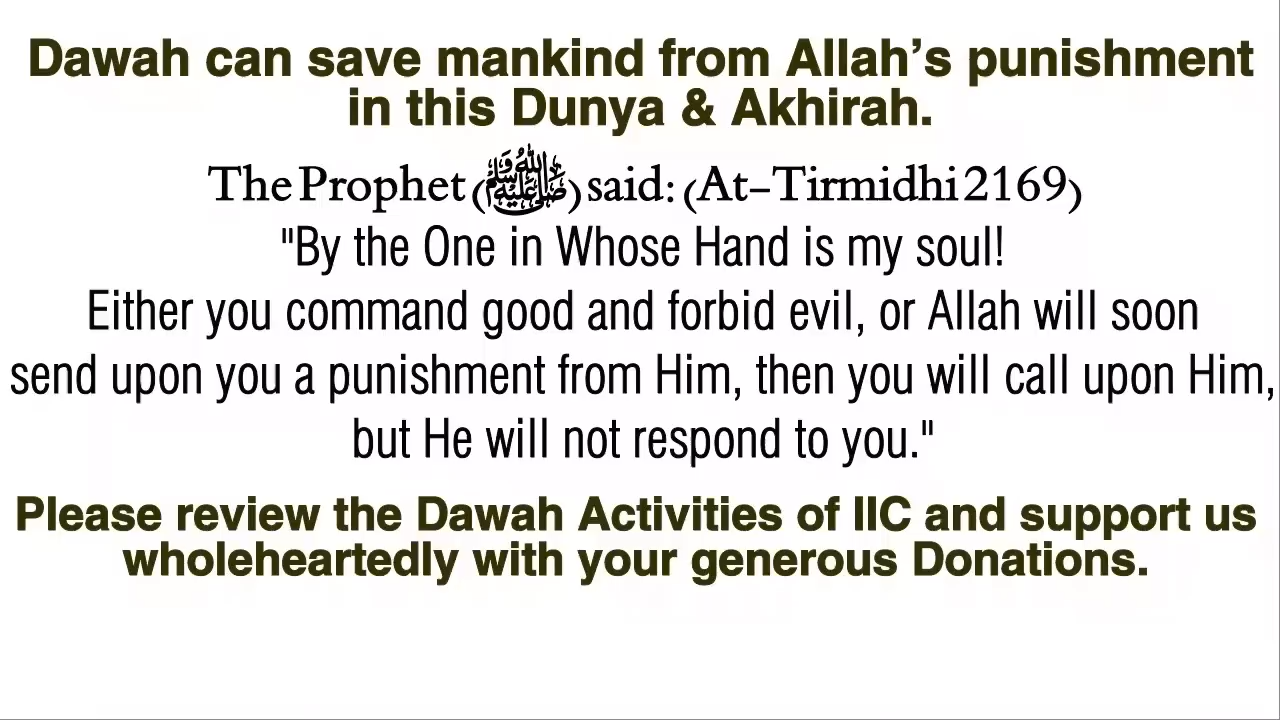 Dawah can save mankind from Allah’s punishment
in this Dunya & Akhirah.
The Prophet (ﷺ) said: (At-Tirmidhi 2169)
"By the One in Whose Hand is my soul!
Either you command good and forbid evil, or Allah will soon
send upon you a punishment from Him, then you will call upon Him,
but He will not respond to you."
Please review the Dawah Activities of IIC and support us
wholeheartedly with your generous Donations.